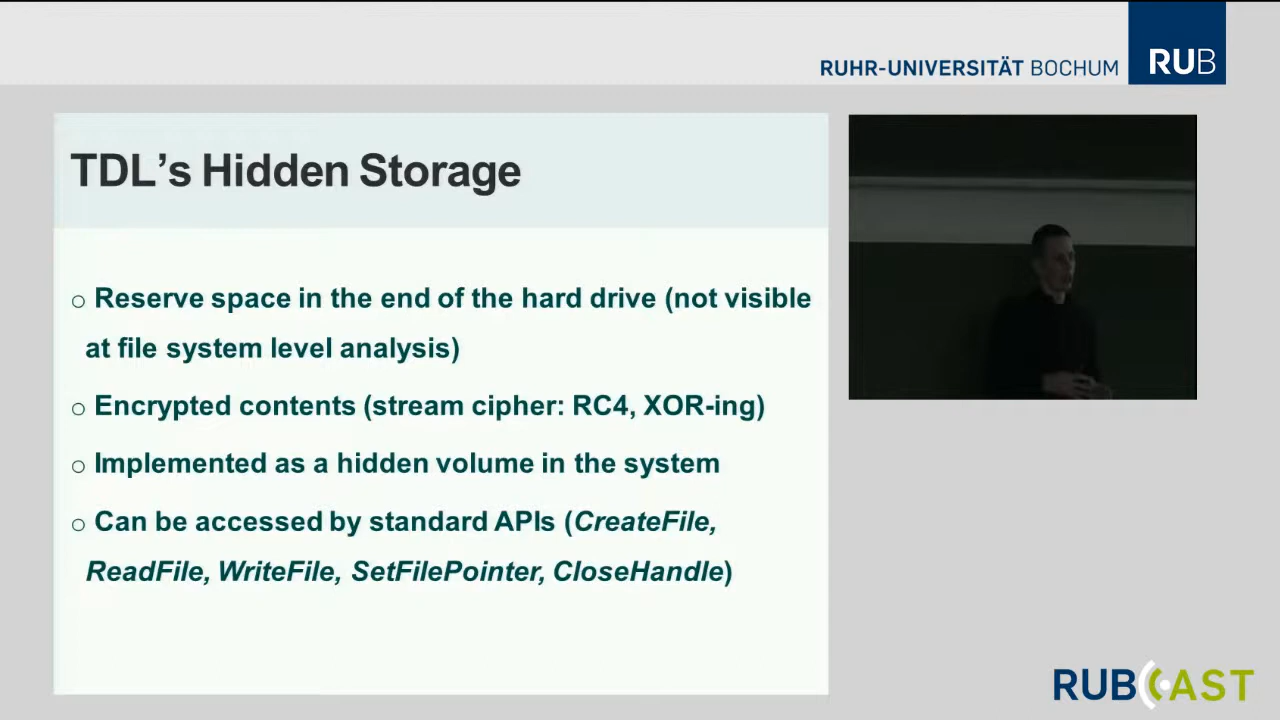 RUHR-UNIVERSITÄT BOCHUM
RUB
TDL’s Hidden Storage
○ Reserve space in the end of the hard drive (not visible
at file system level analysis)
○ Encrypted contents (stream cipher: RC4, XOR-ing)
○ Implemented as a hidden volume in the system
○ Can be accessed by standard APIs (CreateFile,
ReadFile, WriteFile, SetFilePointer, CloseHandle)
RUBCAST